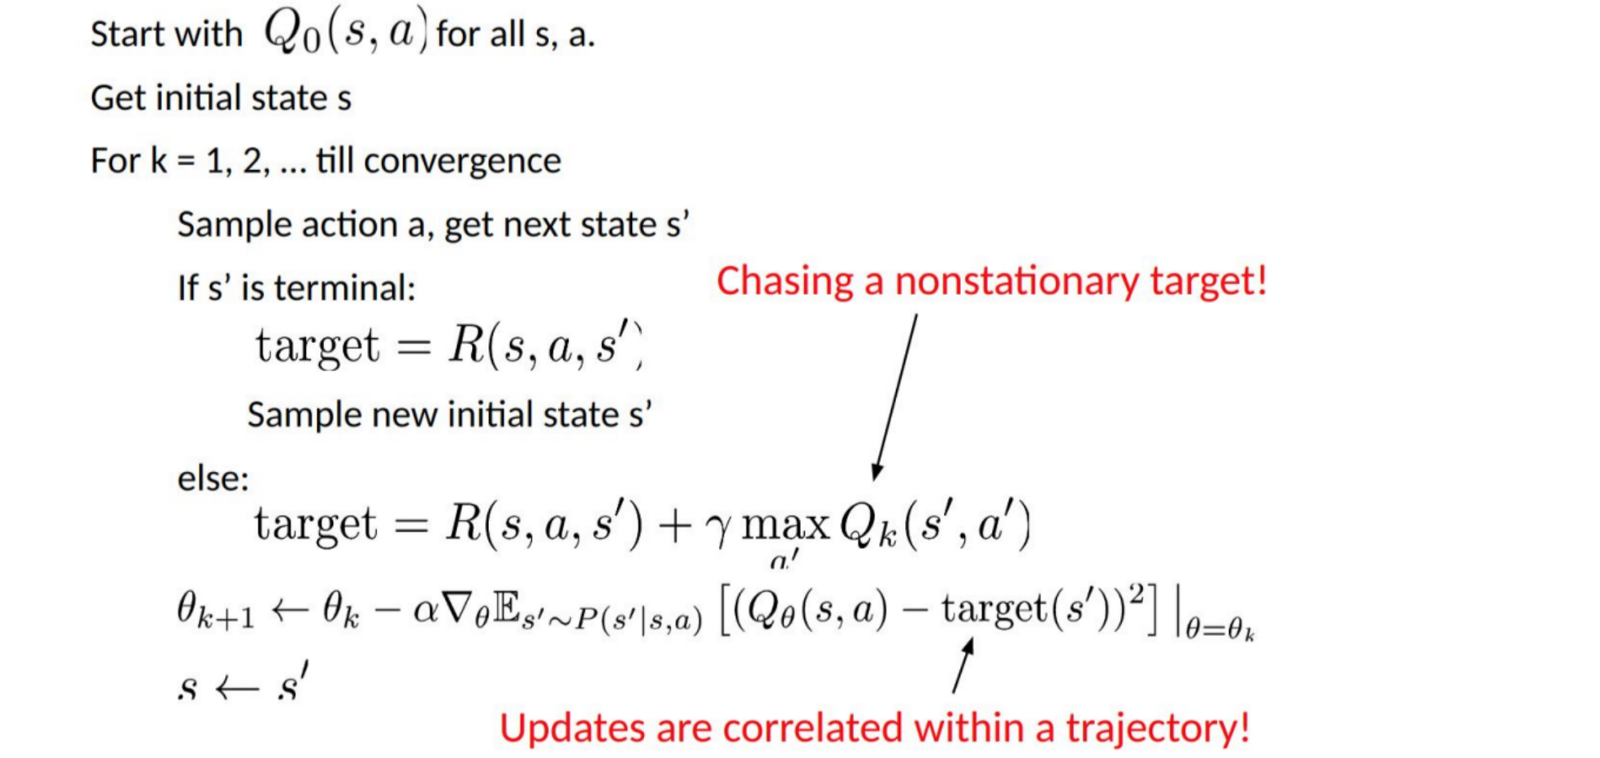 Start with Q₀(s, a) for all s, a.
Get initial state s
For k = 1, 2, ... till convergence
Sample action a, get next state s’
If s’ is terminal:
Chasing a nonstationary target!
target = R(s, a, s′)
Sample new initial state s’
else:
target = R(s, a, s′) + γ max_{a′} Q_k(s′, a′)
θ_{k+1} ← θ_k − α∇_θ 𝔼_{s′∼P(s′|s,a)} [(Q_θ(s, a) − target(s′))²] |_{θ=θ_k}
s ← s′
Updates are correlated within a trajectory!